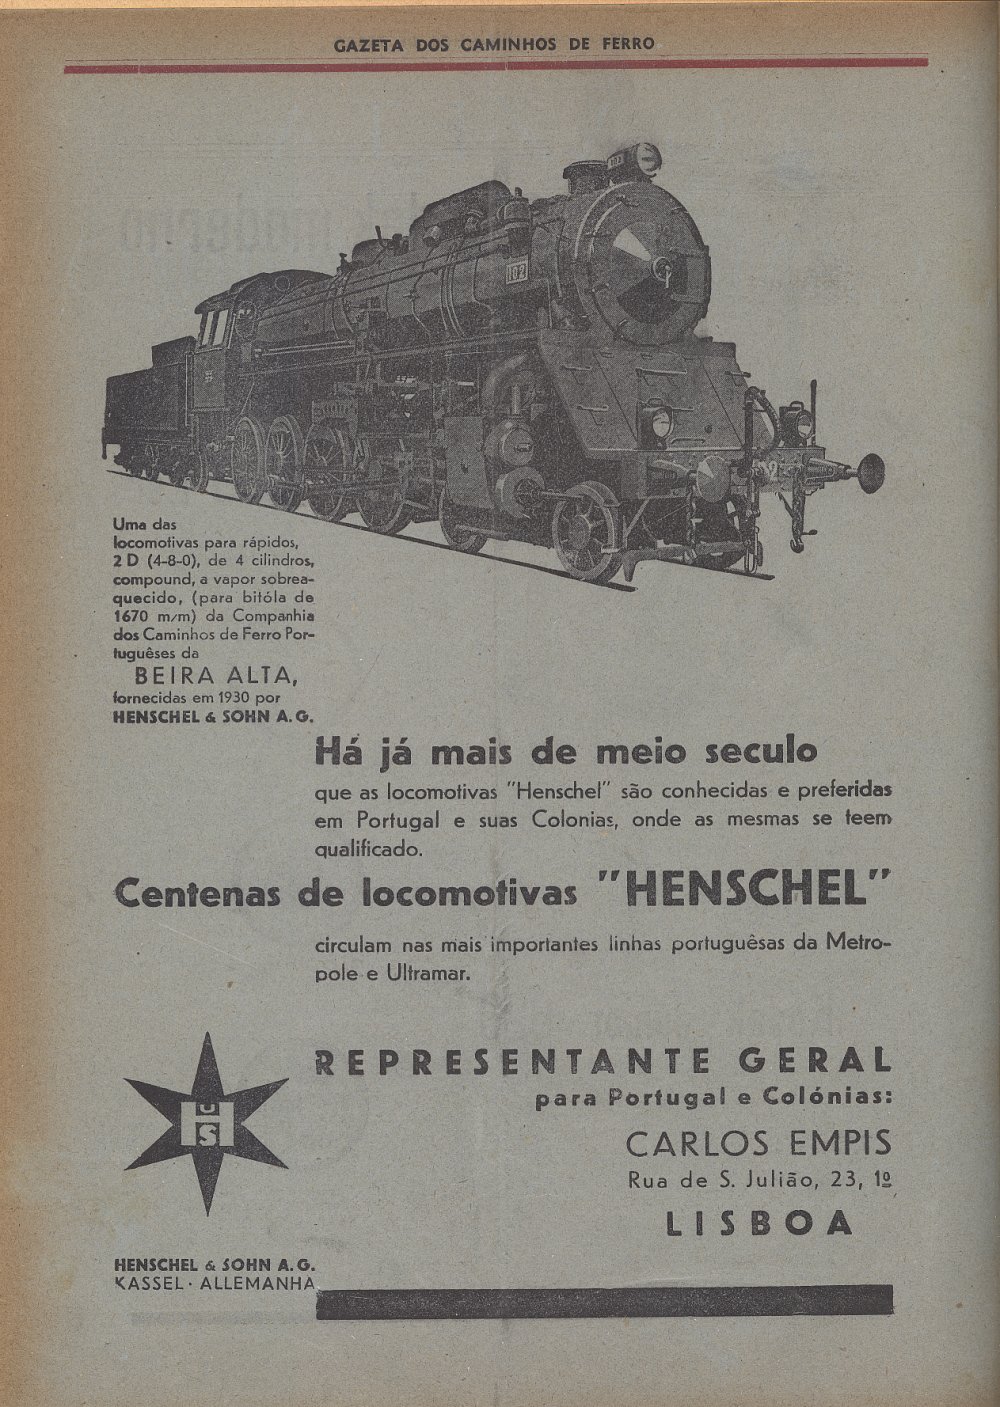 GAZETA DOS CAMINHOS DE FERRO
102
102
Uma das
locomotivas para rápidos,
2 D (4-8-0), de 4 cilindros,
compound, a vapor sobrea-
quecido, (para bitóla de
1670 m/m) da Companhia
dos Caminhos de Ferro Por-
tuguêses da
BEIRA ALTA,
fornecidas em 1930 por
HENSCHEL & SOHN A. G.
Há já mais de meio seculo
que as locomotivas "Henschel" são conhecidas e preferidas
em Portugal e suas Colonias, onde as mesmas se teem
qualificado.
Centenas de locomotivas "HENSCHEL"
circulam nas mais importantes linhas portuguêsas da Metro-
pole e Ultramar.
REPRESENTANTE GERAL
para Portugal e Colónias:
CARLOS EMPIS
Rua de S. Julião, 23, 1º
LISBOA
H U S H
HENSCHEL & SOHN A. G.
KASSEL · ALLEMANHA